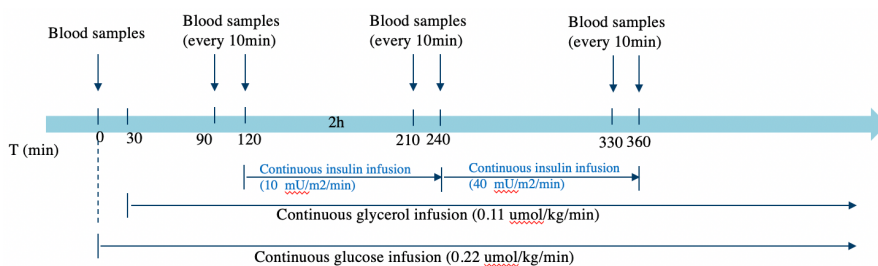 Blood samples
Blood samples
(every 10min)
Blood samples
(every 10min)
Blood samples
(every 10min)
2h
T (min)
0 30 90 120 210 240 330 360
Continuous insulin infusion
(10 mU/m2/min)
Continuous insulin infusion
(40 mU/m2/min)
Continuous glycerol infusion (0.11 umol/kg/min)
Continuous glucose infusion (0.22 umol/kg/min)